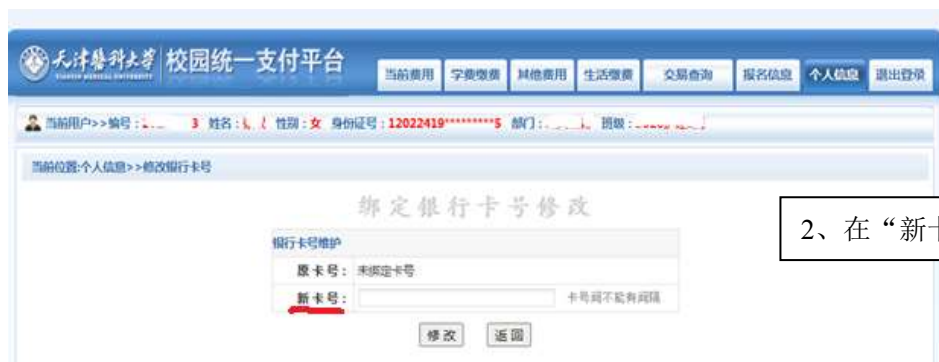 天津醫科大学 校园统一支付平台
TIANJIN MEDICAL UNIVERSITY
当前费用 学费缴费 其他费用 生活缴费 交易查询 报名信息 个人信息 退出登录
当前用户>>编号： 3 姓名： 性别：女 身份证号：12022419*********5 部门： 班级：
当前位置:个人信息>>修改银行卡号
绑定银行卡号修改
2、在“新卡
银行卡号维护
原卡号： 未绑定卡号
新卡号： 卡号间不能有间隔
修改 返回